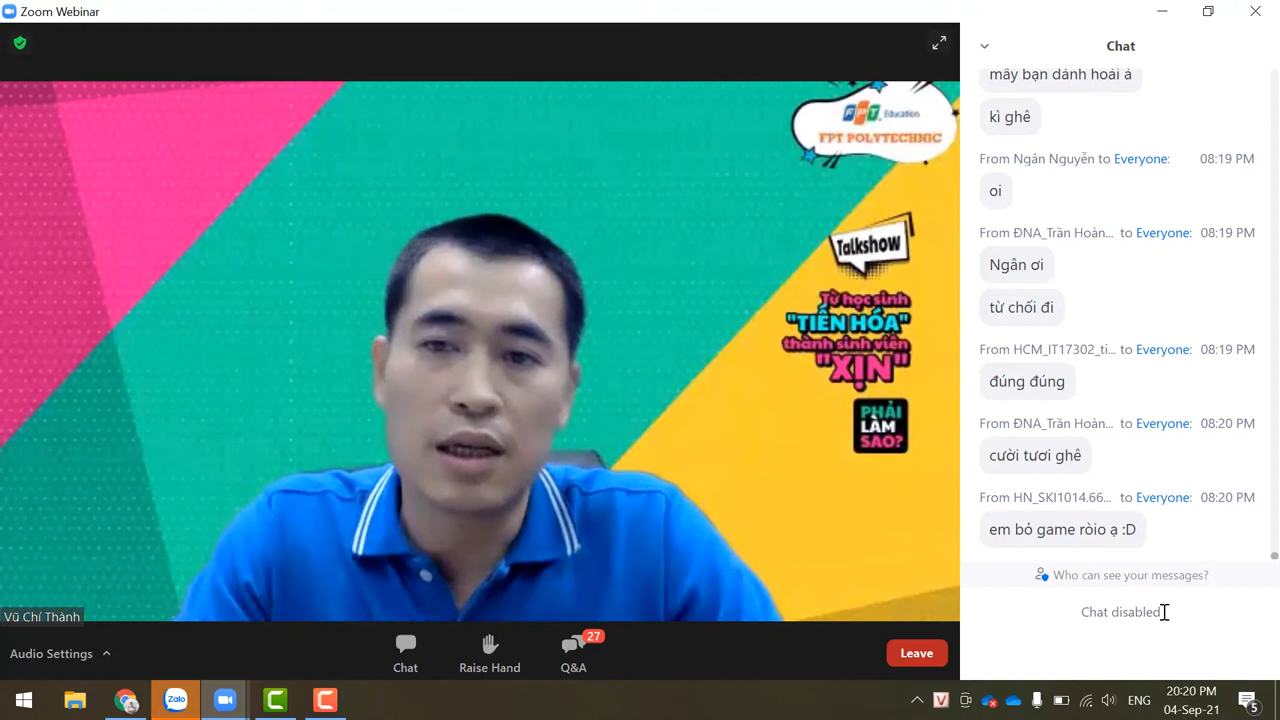 Zoom Webinar
FPT Education
FPT POLYTECHNIC
Talkshow
Từ học sinh
"TIẾN HÓA"
thành sinh viên
"XỊN"
PHẢI
LÀM
SAO?
Vũ Chí Thành
Chat
mấy bạn đánh hoài à
kì ghê
From Ngân Nguyễn to Everyone: 08:19 PM
oi
From ĐNA_Trần Hoàn... to Everyone: 08:19 PM
Ngân ơi
từ chối đi
From HCM_IT17302_ti... to Everyone: 08:19 PM
đúng đúng
From ĐNA_Trần Hoàn... to Everyone: 08:20 PM
cười tươi ghê
From HN_SKI1014.66... to Everyone: 08:20 PM
em bỏ game ròio ạ :D
Who can see your messages?
Chat disabled
Audio Settings
Chat
Raise Hand
27
Q&A
Leave
Zalo
ENG
20:20 PM
04-Sep-21
5